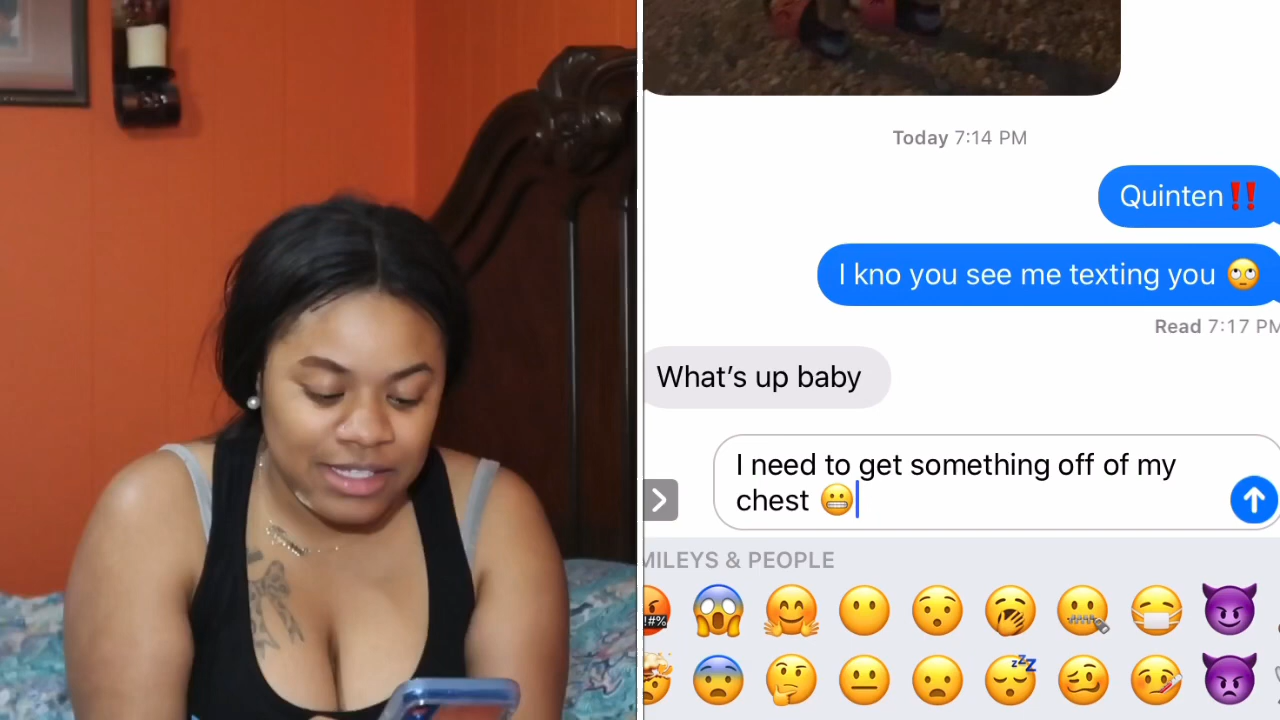 Today 7:14 PM
Quinten‼️
I kno you see me texting you 🙄
Read 7:17 PM
What's up baby
I need to get something off of my
chest 😬
MILEYS & PEOPLE